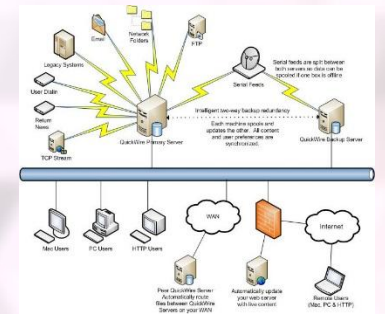 Email
Network
Folders
FTP
Legacy Systems
Serial feeds are split between
both servers so data can be
spooled if one box is offline
User Dialin
Serial Feeds
Return
News
Intelligent two-way backup redundancy
Each machine spools and
updates the other. All content
and user preferences are
synchronized.
TCP Stream
QuickWire Primary Server
QuickWire Backup Server
WAN
Internet
Mac Users
PC Users
HTTP Users
Peer QuickWire Server
Automatically route
files between QuickWire
Servers on your WAN
Automatically update
your web server
with live content
Remote Users
(Mac, PC & HTTP)